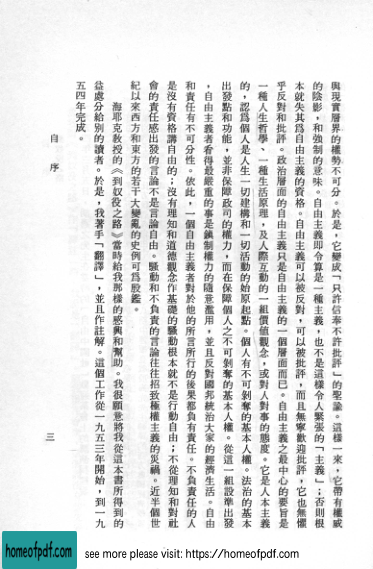 與現實層界的權勢不可分。於是，它變成「只許信奉不許批評」的聖諭。這樣一來，它帶有權威
的陰影，和強制的意味。自由主義即令算是一種主義，也不是這樣令人緊張的「主義」；否則根
本就失其爲自由主義的資格。自由主義可以被反對，可以被批評，而且無寧歡迎批評，它也無懼
乎反對和批評。政治層面的自由主義只是自由主義的一個層面而已。自由主義之最中心的要旨是
一種人生哲學、一種生活原理，及人際互動的一組價值觀念，或對人對事的態度。它是人本主義
的，認爲個人是人生一切建構和一切活動的始原起點。個人有不可剝奪的基本人權。法治的基本
出發點和功能，並非保障政司的權力，而在保障個人之不可剝奪的基本人權。從這一組設準出發
，自由主義者看得最嚴重的事是鎮制權力的隨意濫用，並且反對國邦統治大家的經濟生活。自由
和責任有不可分性。依此，一個自由主義者對於他的所言所行的後果都負有責任。不負責任的人
是沒有資格講自由的；沒有理知和道德觀念作基礎的騷動根本就不是行動自由；不從理知和對社
會的責任感出發的言論不是言論自由。騷動和不負責的言論往往招致極權主義的災禍。近半個世
紀以來西方和東方的若干大變亂的史例可爲殷鑑。
海耶克教授的《到奴役之路》當時給我那樣的感興和幫助。我很願意將我從這本書所得到的
益處分給別的讀者。於是，我著手「翻譯」，並且作註解。這個工作從一九五三年開始，到一九
五四年完成。
自序
三
homeofpdf.com
see more please visit: https://homeofpdf.com